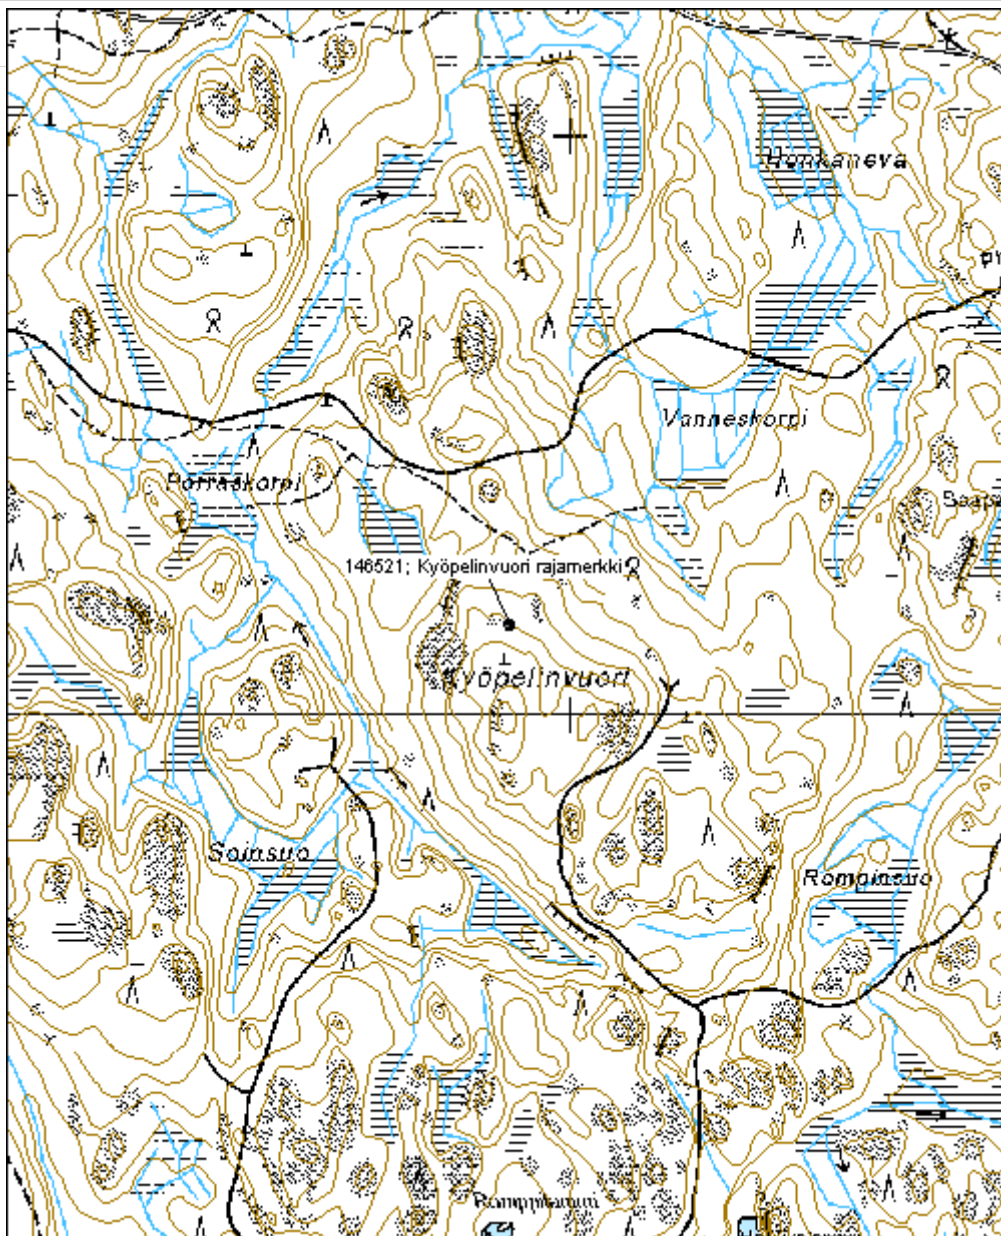 Honkaneva
Vanneskorpi
Porraskorpi
146521; Kyöpelinvuori rajamerkki
Kyöpelinvuori
Soinsuo
Rompinsuo